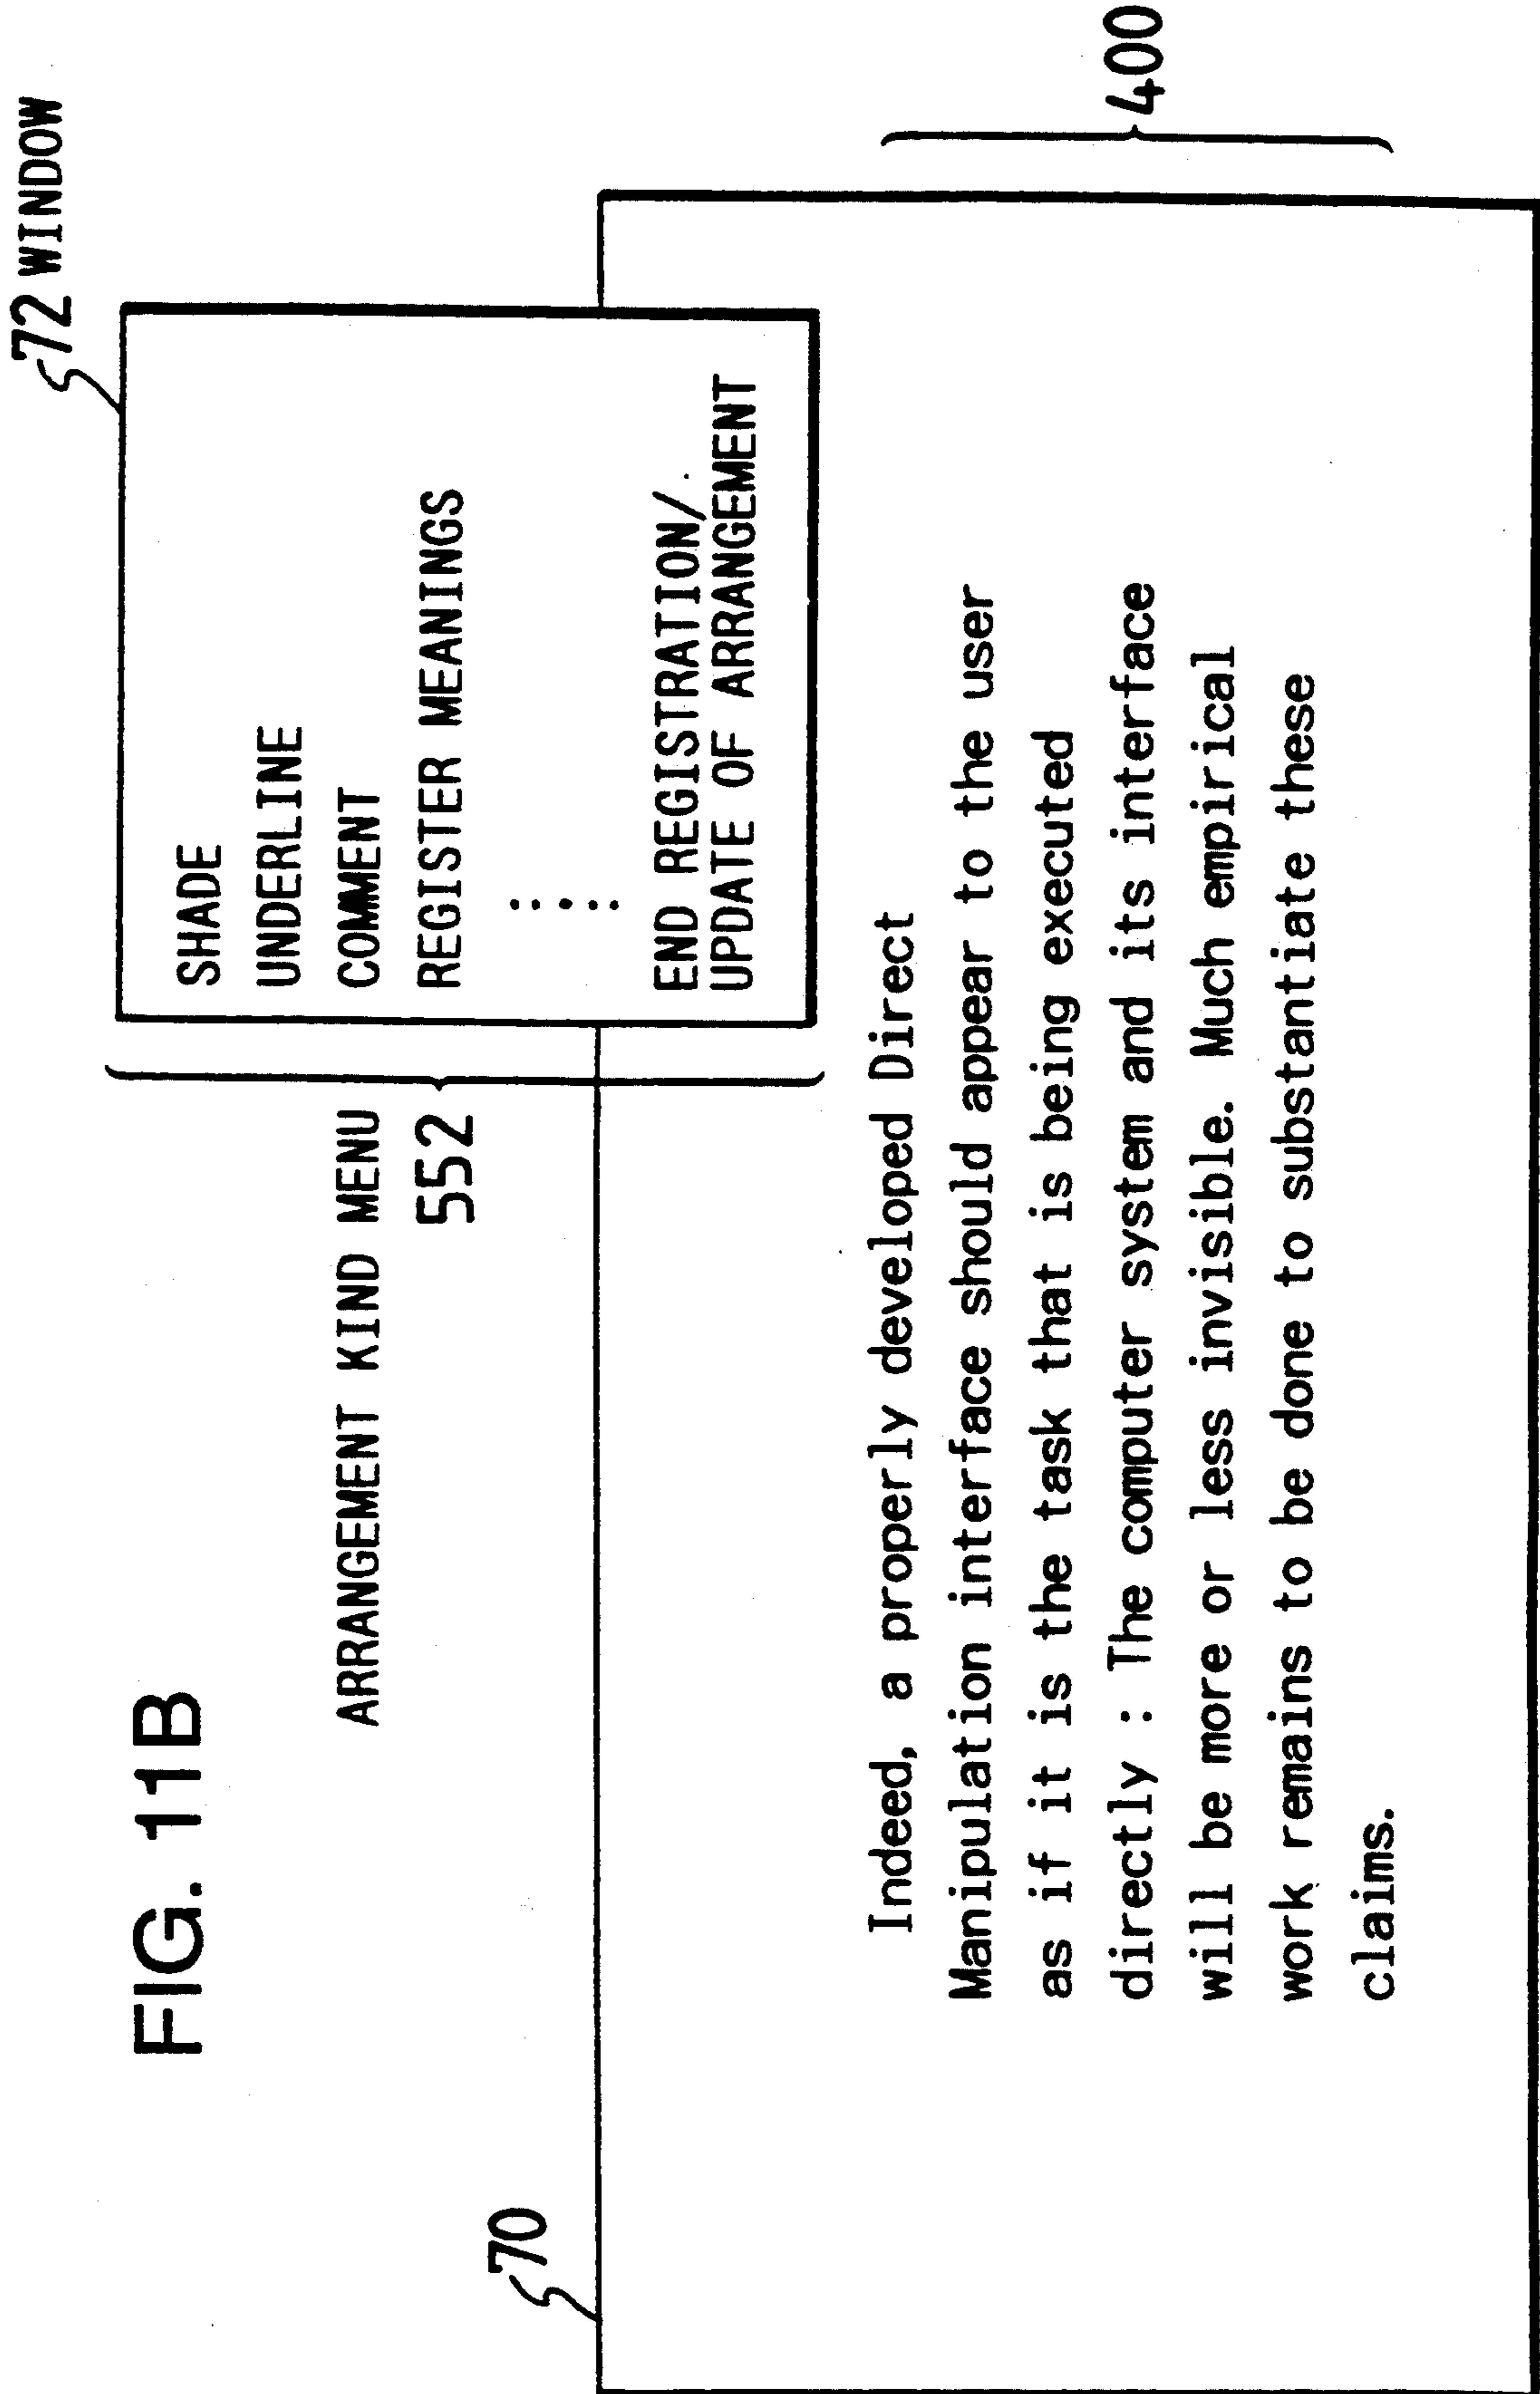 FIG. 11B
72 WINDOW
ARRANGEMENT KIND MENU
552
SHADE
UNDERLINE
COMMENT
REGISTER MEANINGS
:
:
END REGISTRATION/
UPDATE OF ARRANGEMENT
70
Indeed, a properly developed Direct
Manipulation interface should appear to the user
as if it is the task that is being executed
directly : The computer system and its interface
will be more or less invisible. Much empirical
work remains to be done to substantiate these
claims.
400